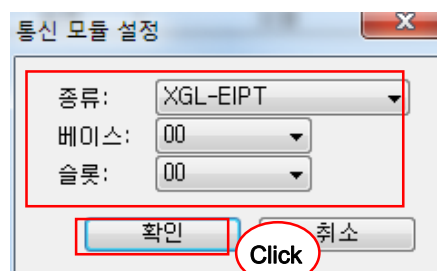 통신 모듈 설정
종류: XGL-EIPT
베이스: 00
슬롯: 00
확인 취소
Click